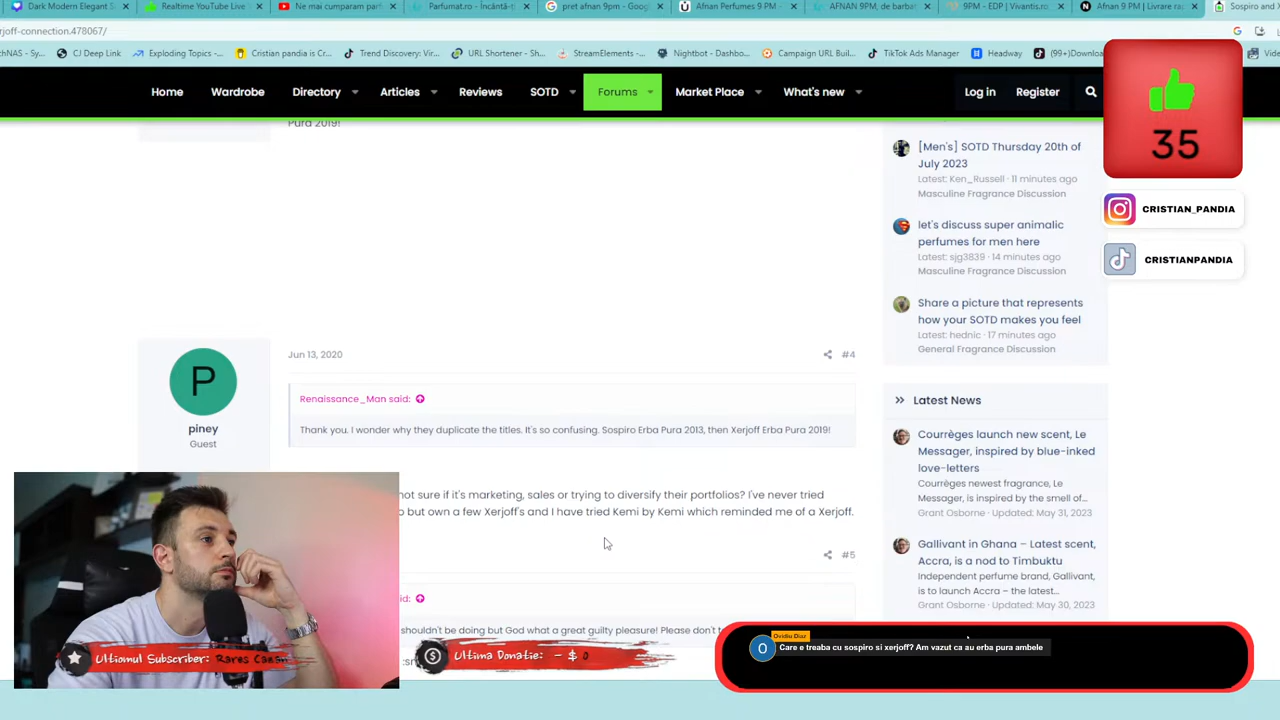 Dark Modern Elegant S
Realtime YouTube Live
Ne mai cumparam parf
Parfumat.ro - Încântă-ț
pret afnan 9pm - Goog
Afnan Perfumes 9 PM -
AFNAN 9PM, de barbat
9PM - EDP | Vivantis.ro
Afnan 9 PM | Livrare ra
Sospiro and X
joff-connection.478067/
chNAS - Sy...
CJ Deep Link
Exploding Topics -...
Cristian pandia is Cr...
Trend Discovery: Vir...
URL Shortener - Sh...
StreamElements -...
Nightbot - Dashbo...
Campaign URL Buil...
TikTok Ads Manager
Headway
(99+)Downloa
Video
Home
Wardrobe
Directory
Articles
Reviews
SOTD
Forums
Market Place
What's new
Log in
Register
35
CRISTIAN_PANDIA
CRISTIANPANDIA
Pura 2019!
[Men's] SOTD Thursday 20th of
July 2023
Latest: Ken_Russell · 11 minutes ago
Masculine Fragrance Discussion
let's discuss super animalic
perfumes for men here
Latest: sjg3839 · 14 minutes ago
Masculine Fragrance Discussion
Share a picture that represents
how your SOTD makes you feel
Latest: hednic · 17 minutes ago
General Fragrance Discussion
Jun 13, 2020
#4
P
piney
Guest
Renaissance_Man said:
Thank you. I wonder why they duplicate the titles. It's so confusing. Sospiro Erba Pura 2013, then Xerjoff Erba Pura 2019!
not sure if it's marketing, sales or trying to diversify their portfolios? I've never tried
but own a few Xerjoff's and I have tried Kemi by Kemi which reminded me of a Xerjoff.
#5
shouldn't be doing but God what a great guilty pleasure! Please don't
Latest News
Courrèges launch new scent, Le
Messager, inspired by blue-inked
love-letters
Courrèges newest fragrance, Le
Messager, is inspired by the smell of...
Grant Osborne · Updated: May 31, 2023
Gallivant in Ghana – Latest scent,
Accra, is a nod to Timbuktu
Independent perfume brand, Gallivant,
is to launch Accra – the latest...
Grant Osborne · Updated: May 30, 2023
Ultimul Subscriber: Rares
Ultima Donatie: - $ 0
Ovidiu Diaz
O
Care e treaba cu sospiro si xerjoff? Am vazut ca au erba pura ambele